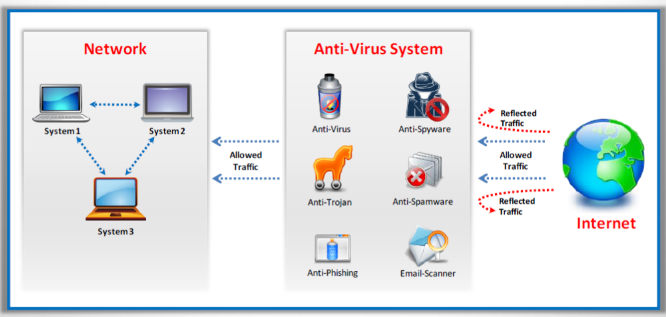 Network
System 1
System 2
System 3
Allowed
Traffic
Anti-Virus System
Anti-Virus
Anti-Spyware
Anti-Trojan
Anti-Spamware
Anti-Phishing
Email-Scanner
Reflected
Traffic
Allowed
Traffic
Reflected
Traffic
Internet